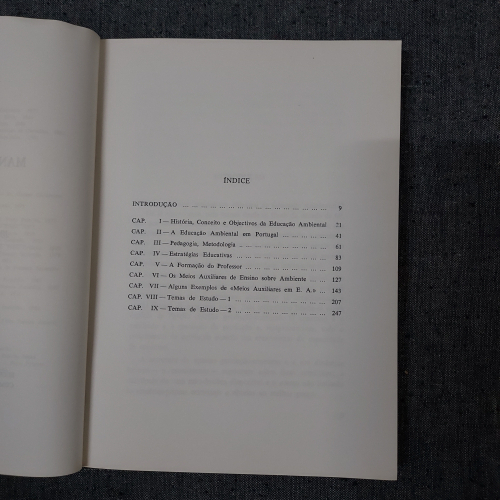 ÍNDICE
INTRODUÇÃO ... ... ... ... ... ... ... ... ... ... ... ... ... 9
CAP. I — História, Conceito e Objectivos da Educação Ambiental 21
CAP. II — A Educação Ambiental em Portugal ... ... ... ... 41
CAP. III — Pedagogia, Metodologia ... ... ... ... ... ... ... 61
CAP. IV — Estratégias Educativas ... ... ... ... ... ... ... 83
CAP. V — A Formação do Professor ... ... ... ... ... ... 109
CAP. VI — Os Meios Auxiliares de Ensino sobre Ambiente ... ... 127
CAP. VII — Alguns Exemplos de «Meios Auxiliares em E. A.» ... 143
CAP. VIII — Temas de Estudo — 1 ... ... ... ... ... ... ... 207
CAP. IX — Temas de Estudo — 2 ... ... ... ... ... ... ... 247